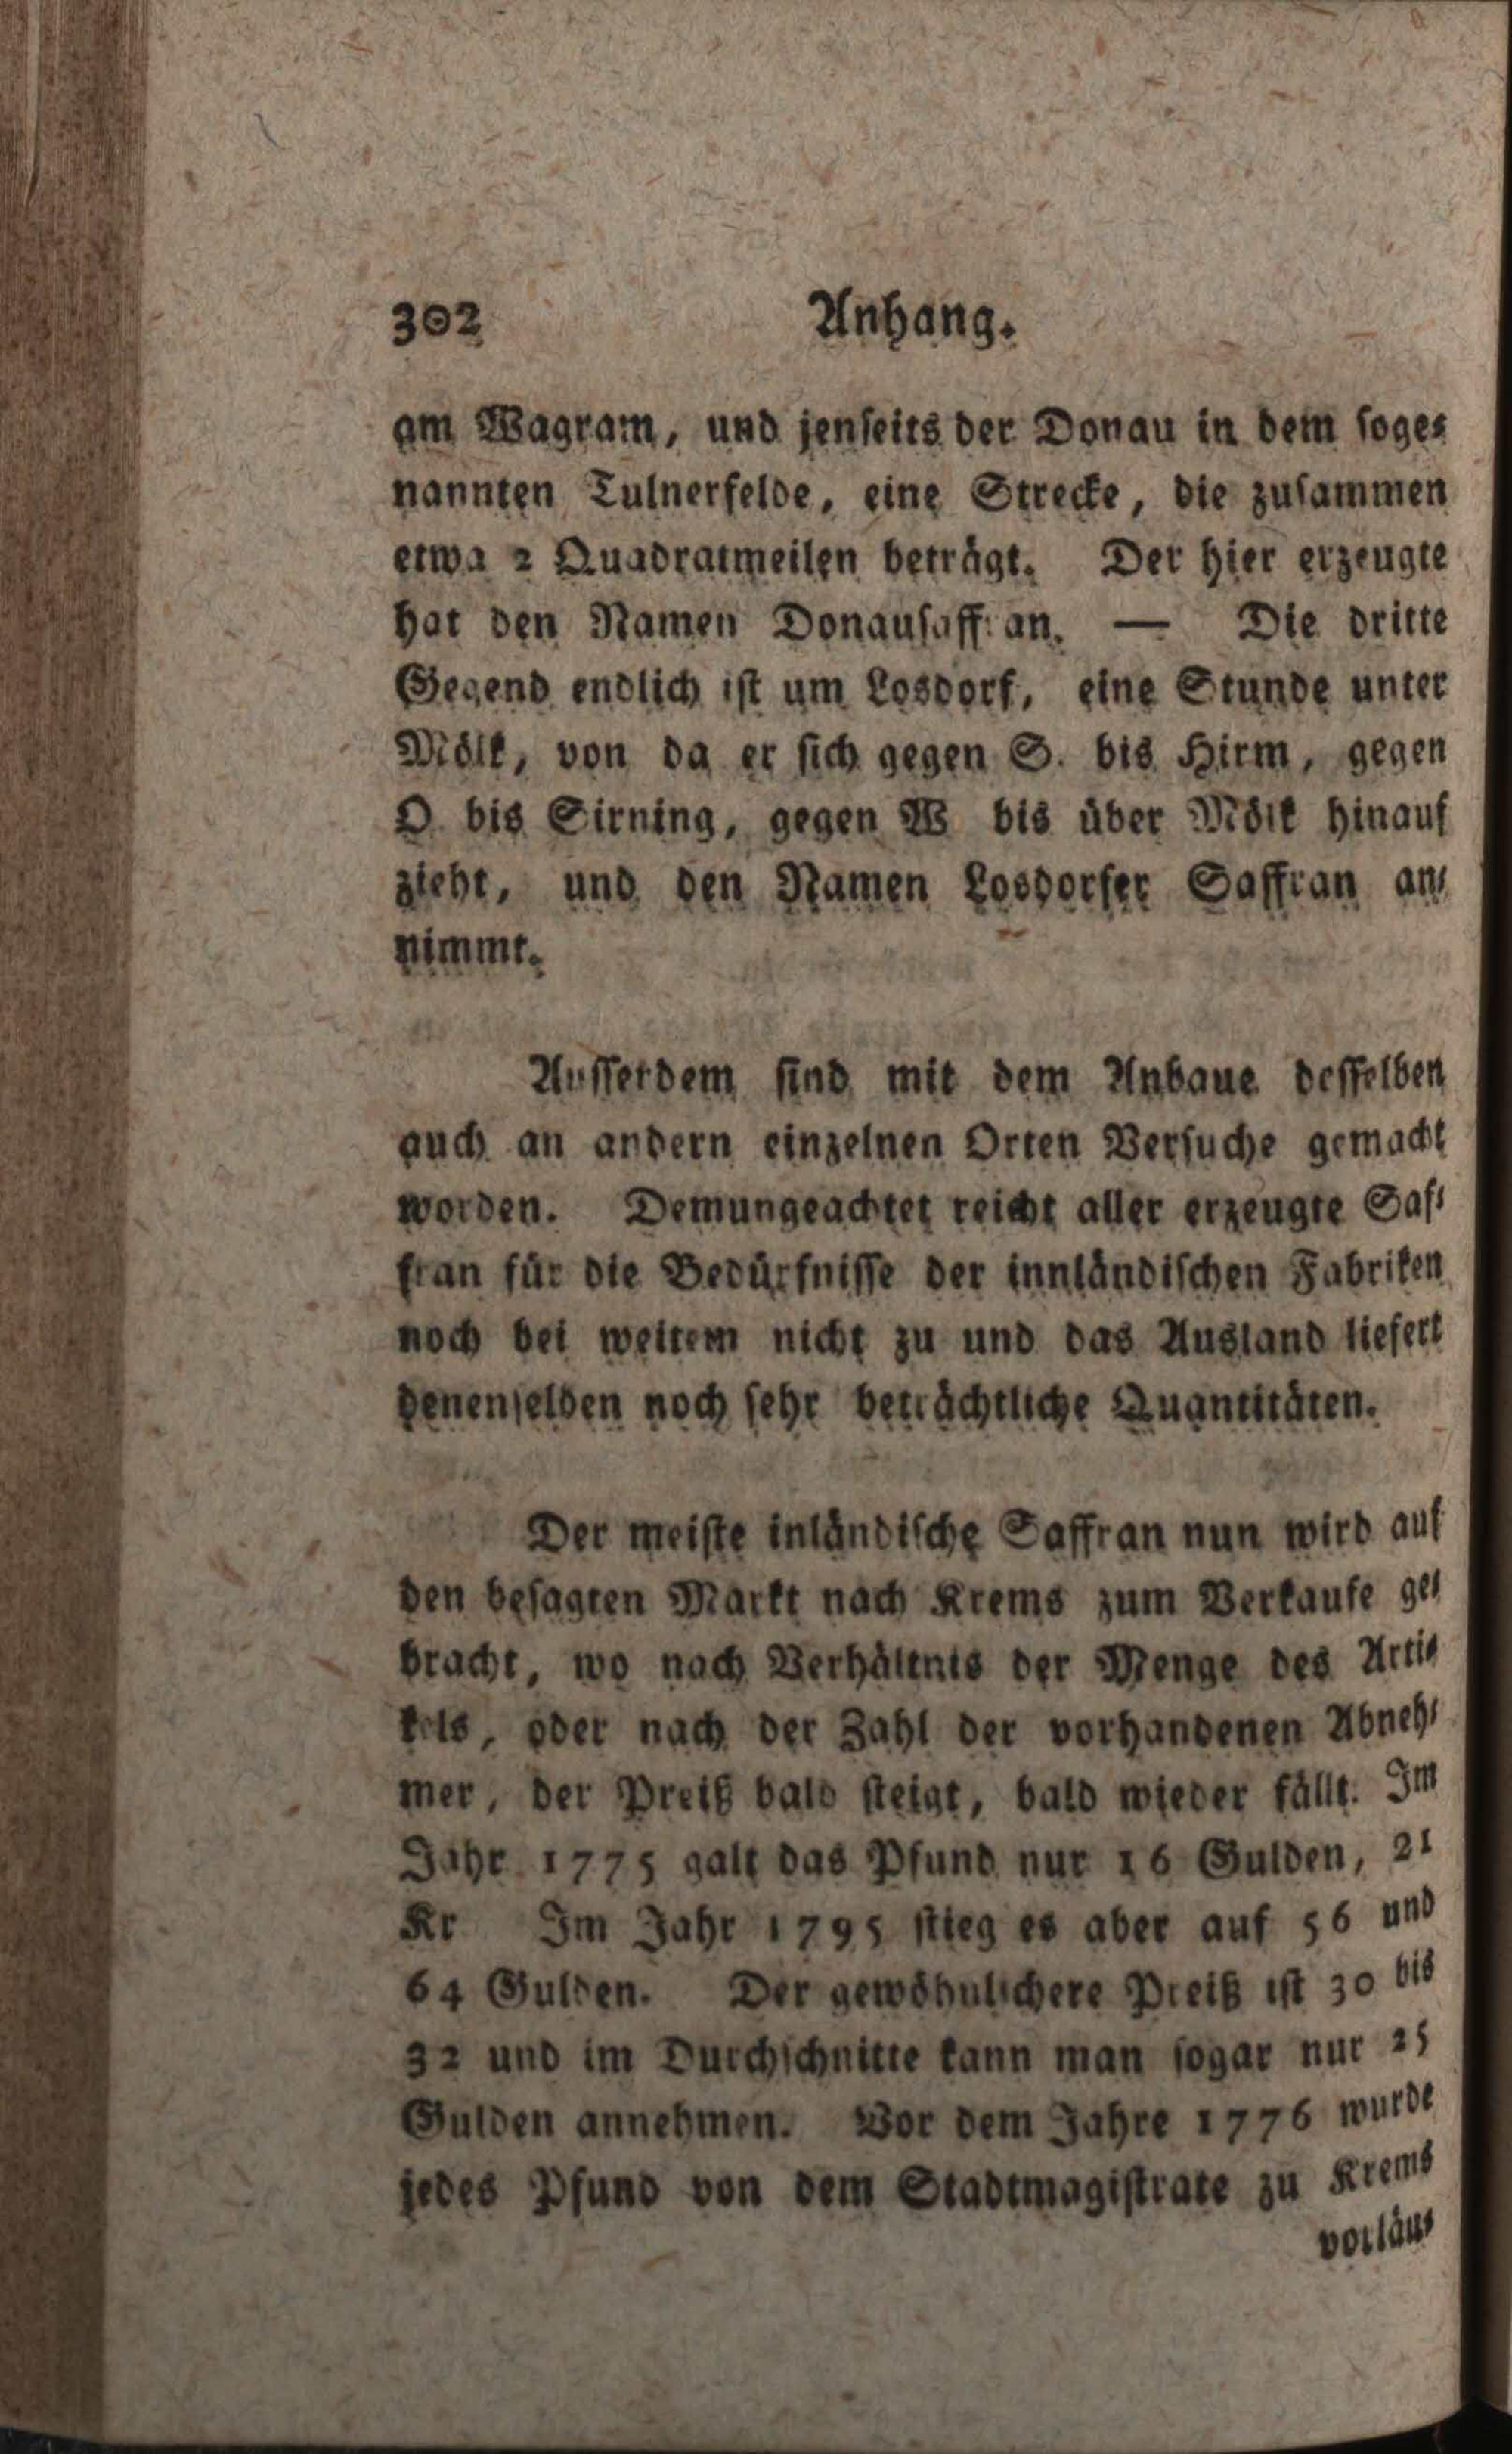 302 Anhang.
am Wagram, und jenſeits der Donau in dem ſoge-
nannten Tulnerfelde, eine Strecke, die zuſammen
etwa 2 Quadratmeilen beträgt. Der hier erzeugte
hat den Namen Donauſaffran. — Die dritte
Gegend endlich iſt um Losdorf, eine Stunde unter
Mölk, von da er ſich gegen S. bis Hirm, gegen
O. bis Sirning, gegen W bis über Mölk hinauf
zieht, und den Namen Losdorfer Saffran an-
nimmt.
Auſſerdem ſind mit dem Anbaue deſſelben
auch an andern einzelnen Orten Verſuche gemacht
worden. Demungeachtet reicht aller erzeugte Saf-
fran für die Bedürfniſſe der innländiſchen Fabriken
noch bei weitem nicht zu und das Ausland liefert
denenſelben noch ſehr beträchtliche Quantitäten.
Der meiſte inländiſche Saffran nun wird auf
den beſagten Markt nach Krems zum Verkaufe ge-
bracht, wo nach Verhältnis der Menge des Arti-
kels, oder nach der Zahl der vorhandenen Abneh-
mer, der Preiß bald ſteigt, bald wieder fällt. Im
Jahr 1775 galt das Pfund nur 16 Gulden, 21
Kr Im Jahr 1795 ſtieg es aber auf 56 und
64 Gulden. Der gewöhnlichere Preiß iſt 30 bis
32 und im Durchſchnitte kann man ſogar nur 25
Gulden annehmen. Vor dem Jahre 1776 wurde
jedes Pfund von dem Stadtmagiſtrate zu Krems
vorläu-